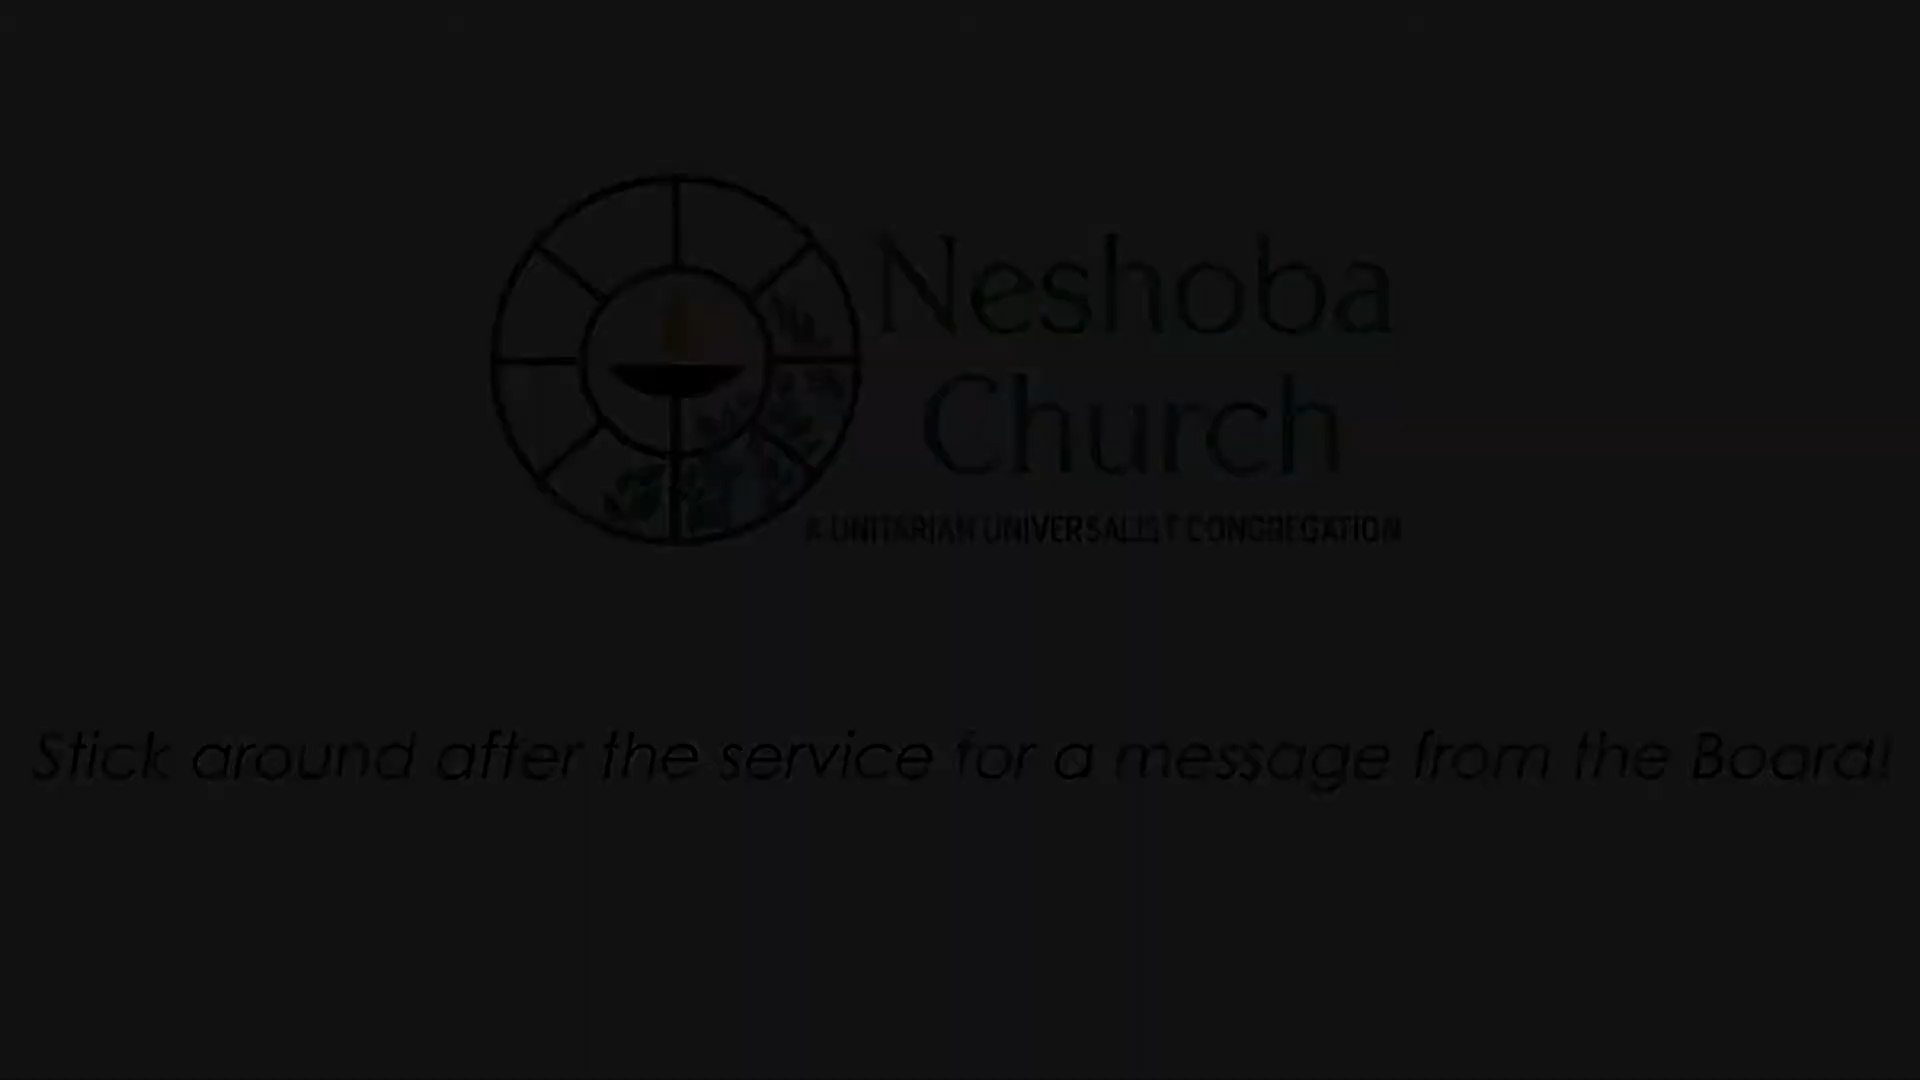 Neshoba
Church
A UNITARIAN UNIVERSALIST CONGREGATION
Stick around after the service for a message from the Board!